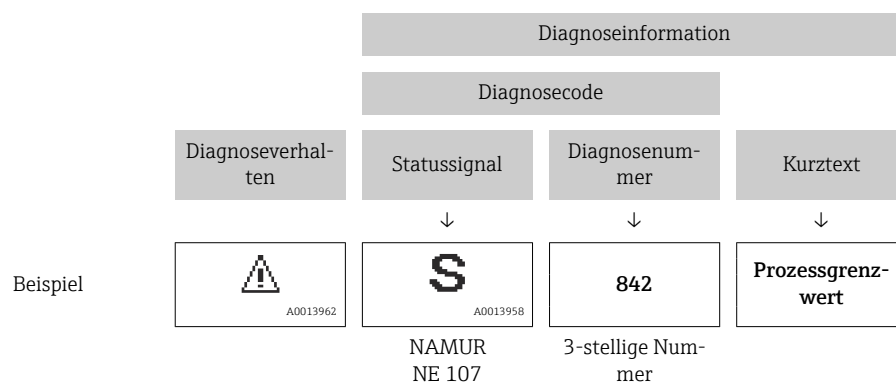 Diagnoseinformation
Diagnosecode
Diagnoseverhal-
ten
Statussignal
Diagnosenum-
mer
Kurztext
↓ ↓ ↓
Beispiel
A0013962
S
A0013958
842
Prozessgrenz-
wert
NAMUR
NE 107
3-stellige Num-
mer